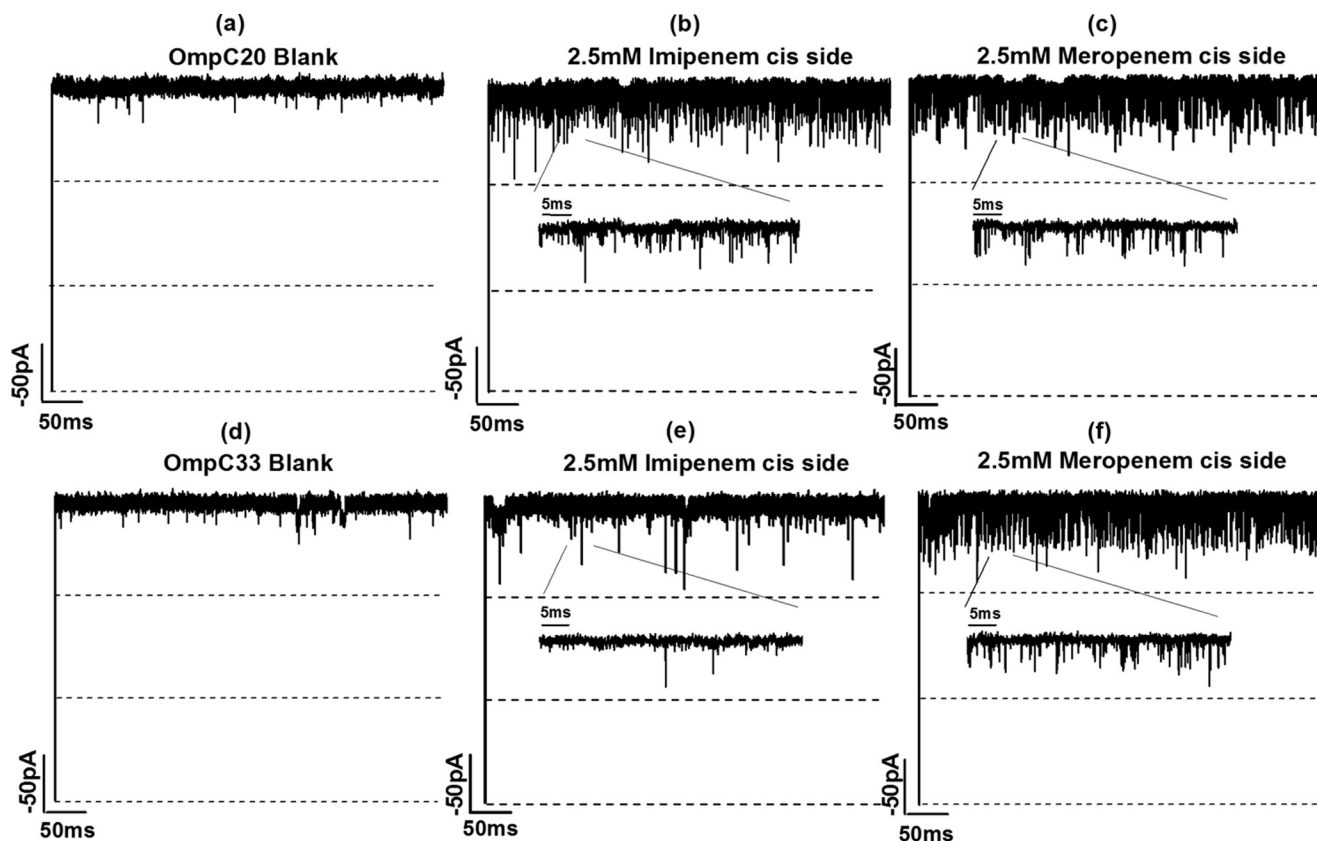 (a)
OmpC20 Blank
-50pA
50ms
(b)
2.5mM Imipenem cis side
5ms
-50pA
50ms
(c)
2.5mM Meropenem cis side
5ms
-50pA
50ms
(d)
OmpC33 Blank
-50pA
50ms
(e)
2.5mM Imipenem cis side
5ms
-50pA
50ms
(f)
2.5mM Meropenem cis side
5ms
-50pA
50ms